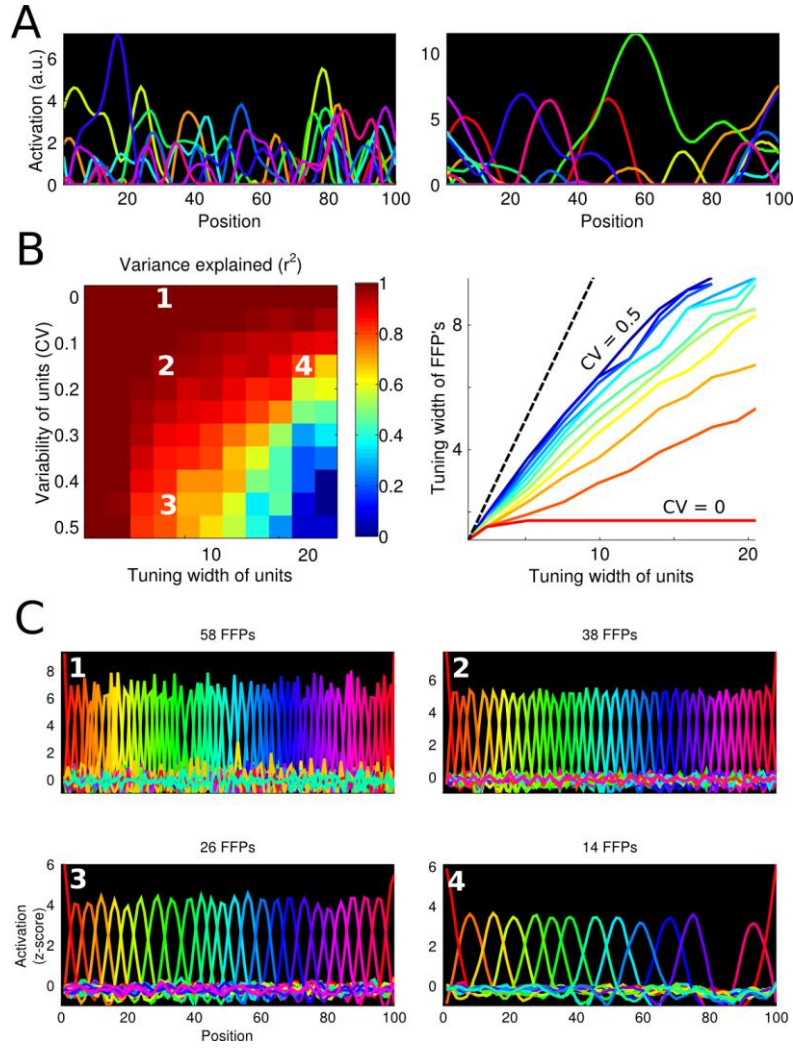 A
Activation (a.u.)
6
4
2
0
20 40 60 80 100
Position
10
5
0
20 40 60 80 100
Position
B
Variance explained (r²)
Variability of units (CV)
0
0.1
0.2
0.3
0.4
0.5
1
2
4
3
10 20
Tuning width of units
1
0.8
0.6
0.4
0.2
0
Tuning width of FFP's
8
4
CV = 0.5
CV = 0
10 20
Tuning width of units
C
58 FFPs
1
8
6
4
2
0
38 FFPs
2
6
4
2
0
26 FFPs
3
Activation
(z-score)
6
4
2
0
0 20 40 60 80 100
Position
14 FFPs
4
6
4
2
0
0 20 40 60 80 100